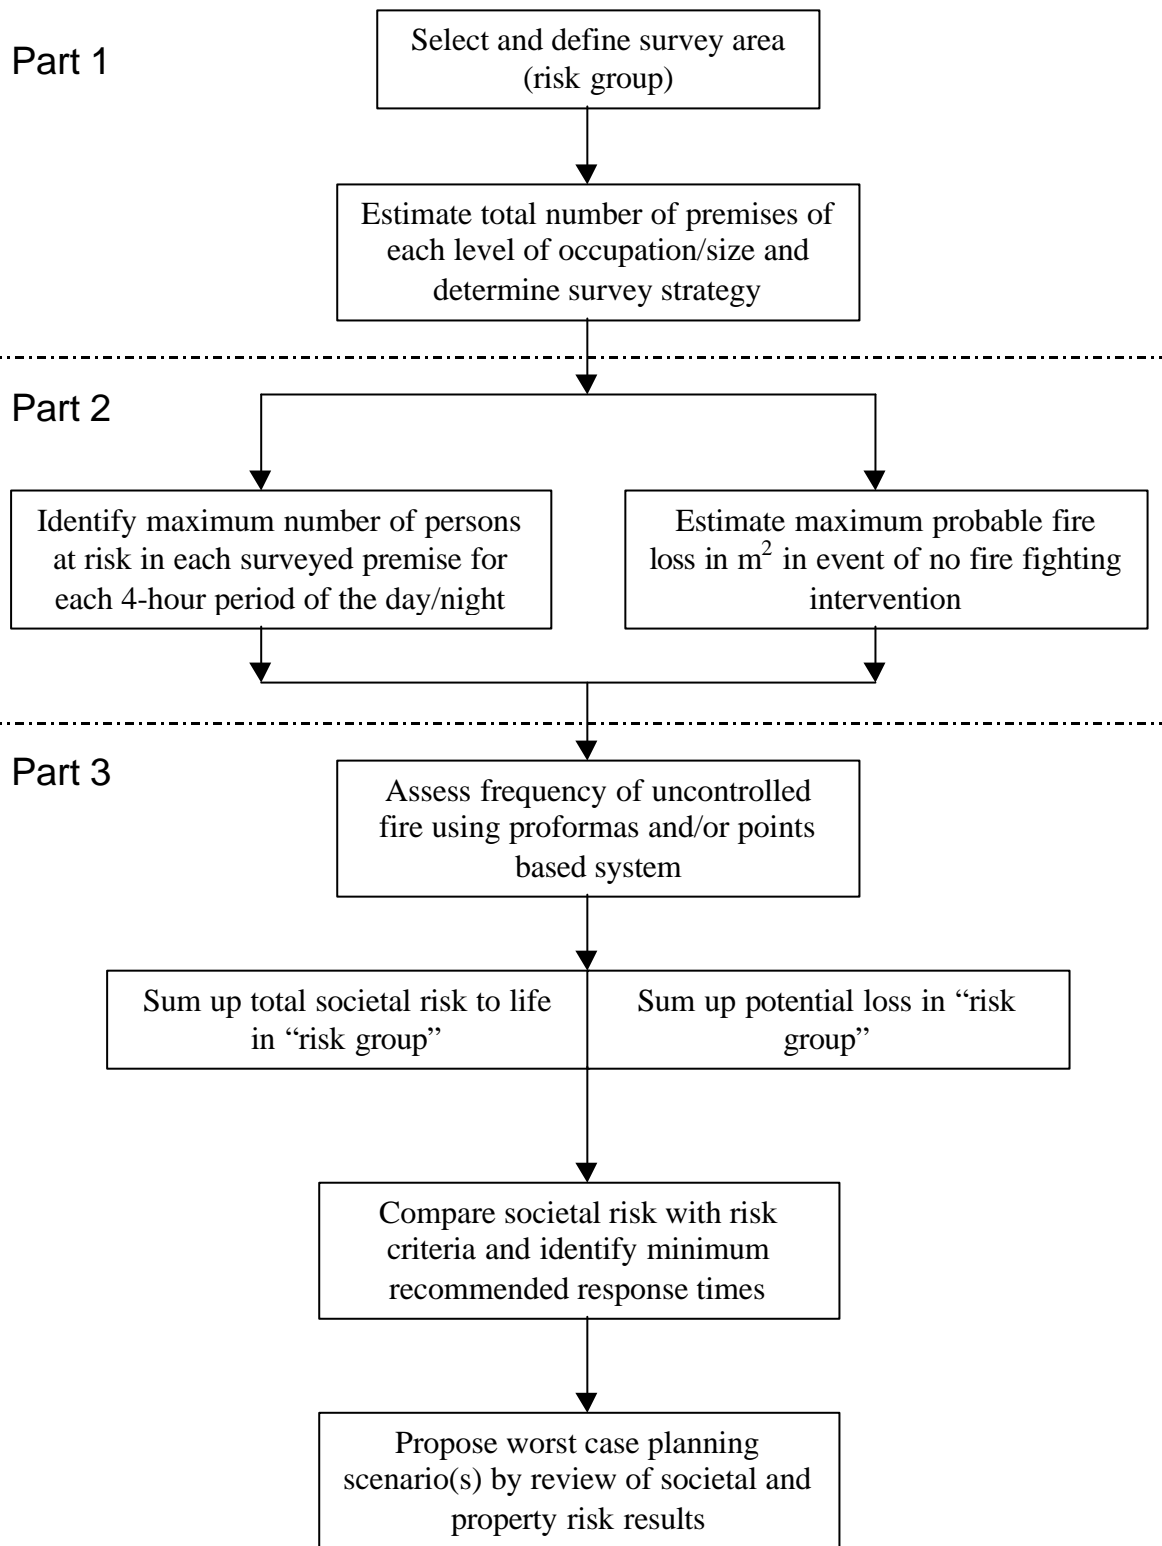 Part 1
Select and define survey area
(risk group)
Estimate total number of premises of
each level of occupation/size and
determine survey strategy
Part 2
Identify maximum number of persons
at risk in each surveyed premise for
each 4-hour period of the day/night
Estimate maximum probable fire
loss in m² in event of no fire fighting
intervention
Part 3
Assess frequency of uncontrolled
fire using proformas and/or points
based system
Sum up total societal risk to life
in “risk group”
Sum up potential loss in “risk
group”
Compare societal risk with risk
criteria and identify minimum
recommended response times
Propose worst case planning
scenario(s) by review of societal and
property risk results